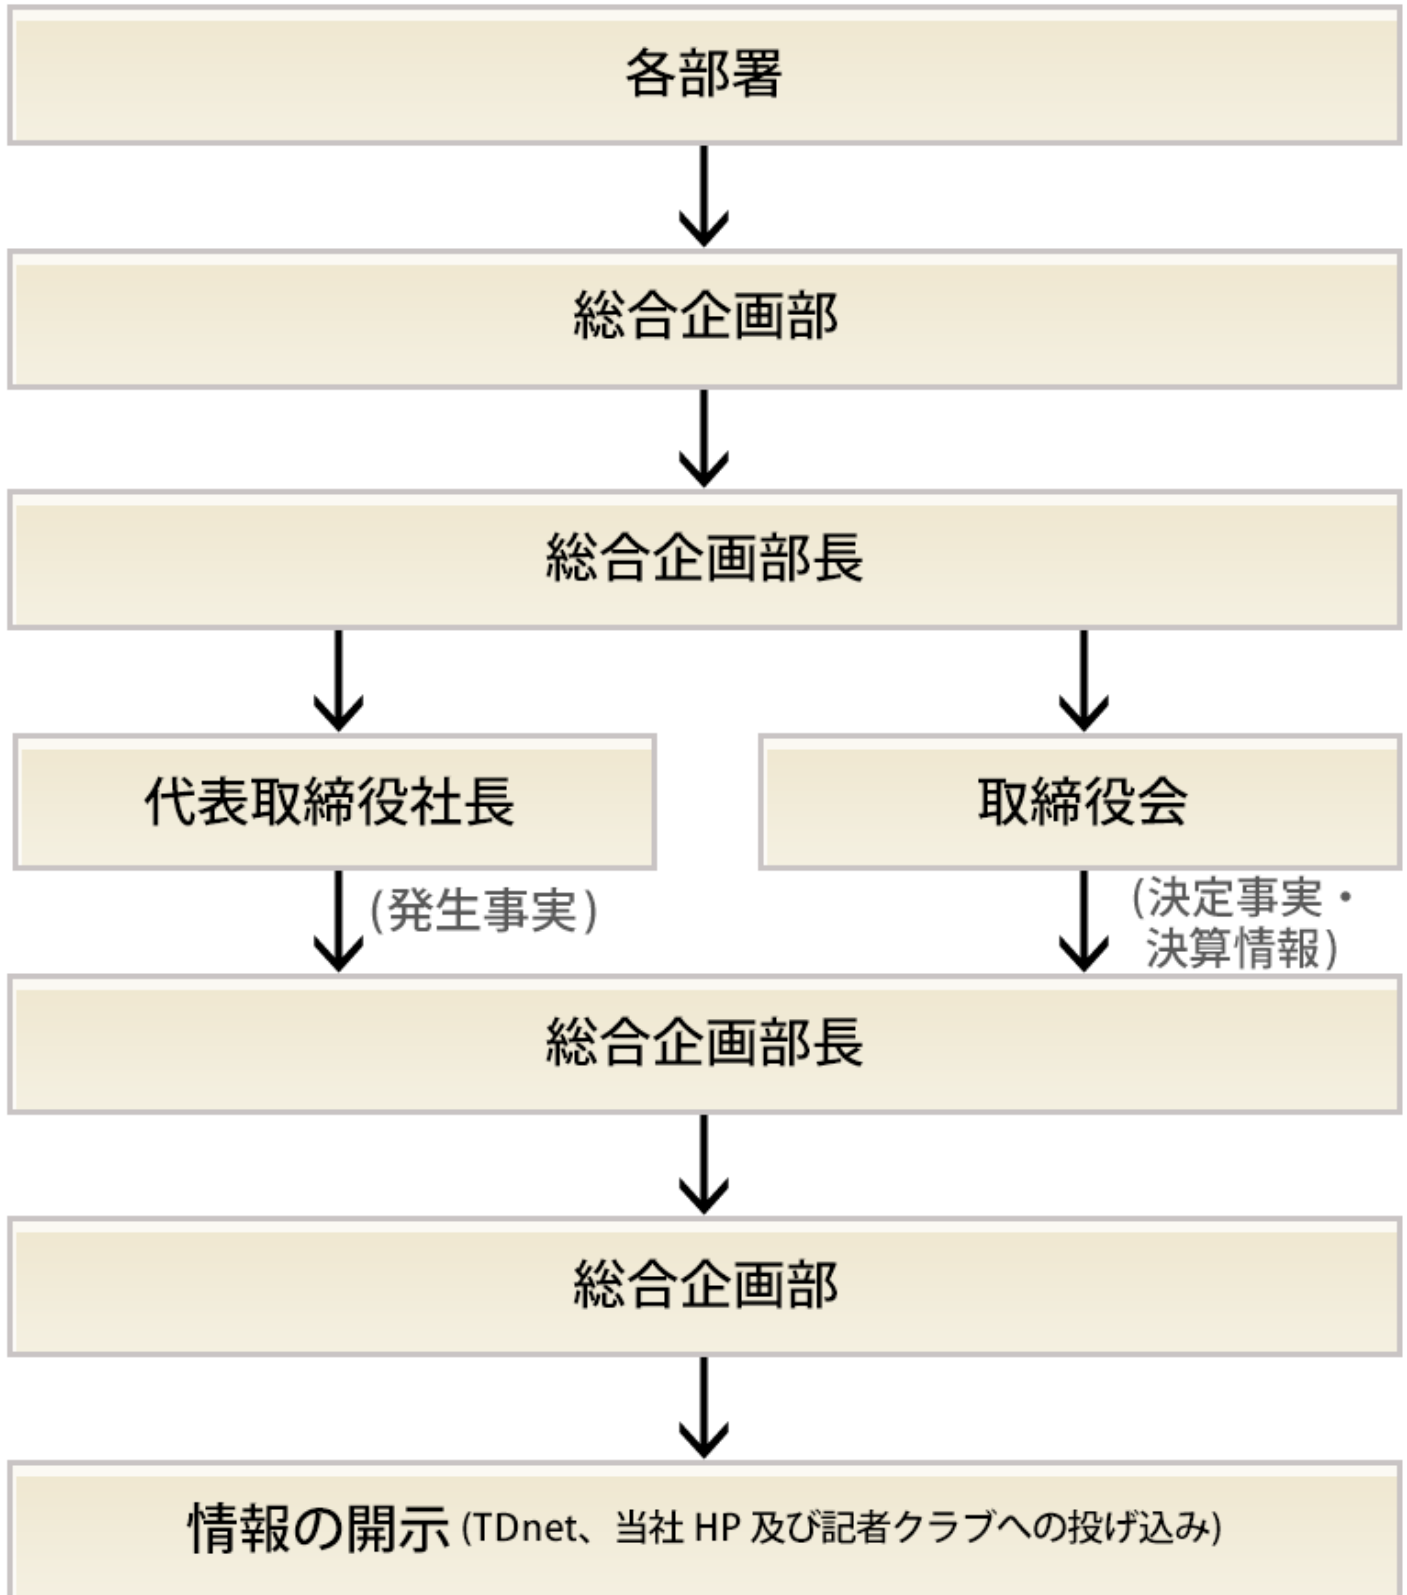 各部署
総合企画部
総合企画部長
代表取締役社長
取締役会
(発生事実)
(決定事実・
決算情報)
総合企画部長
総合企画部
情報の開示 (TDnet、当社 HP 及び記者クラブへの投げ込み)